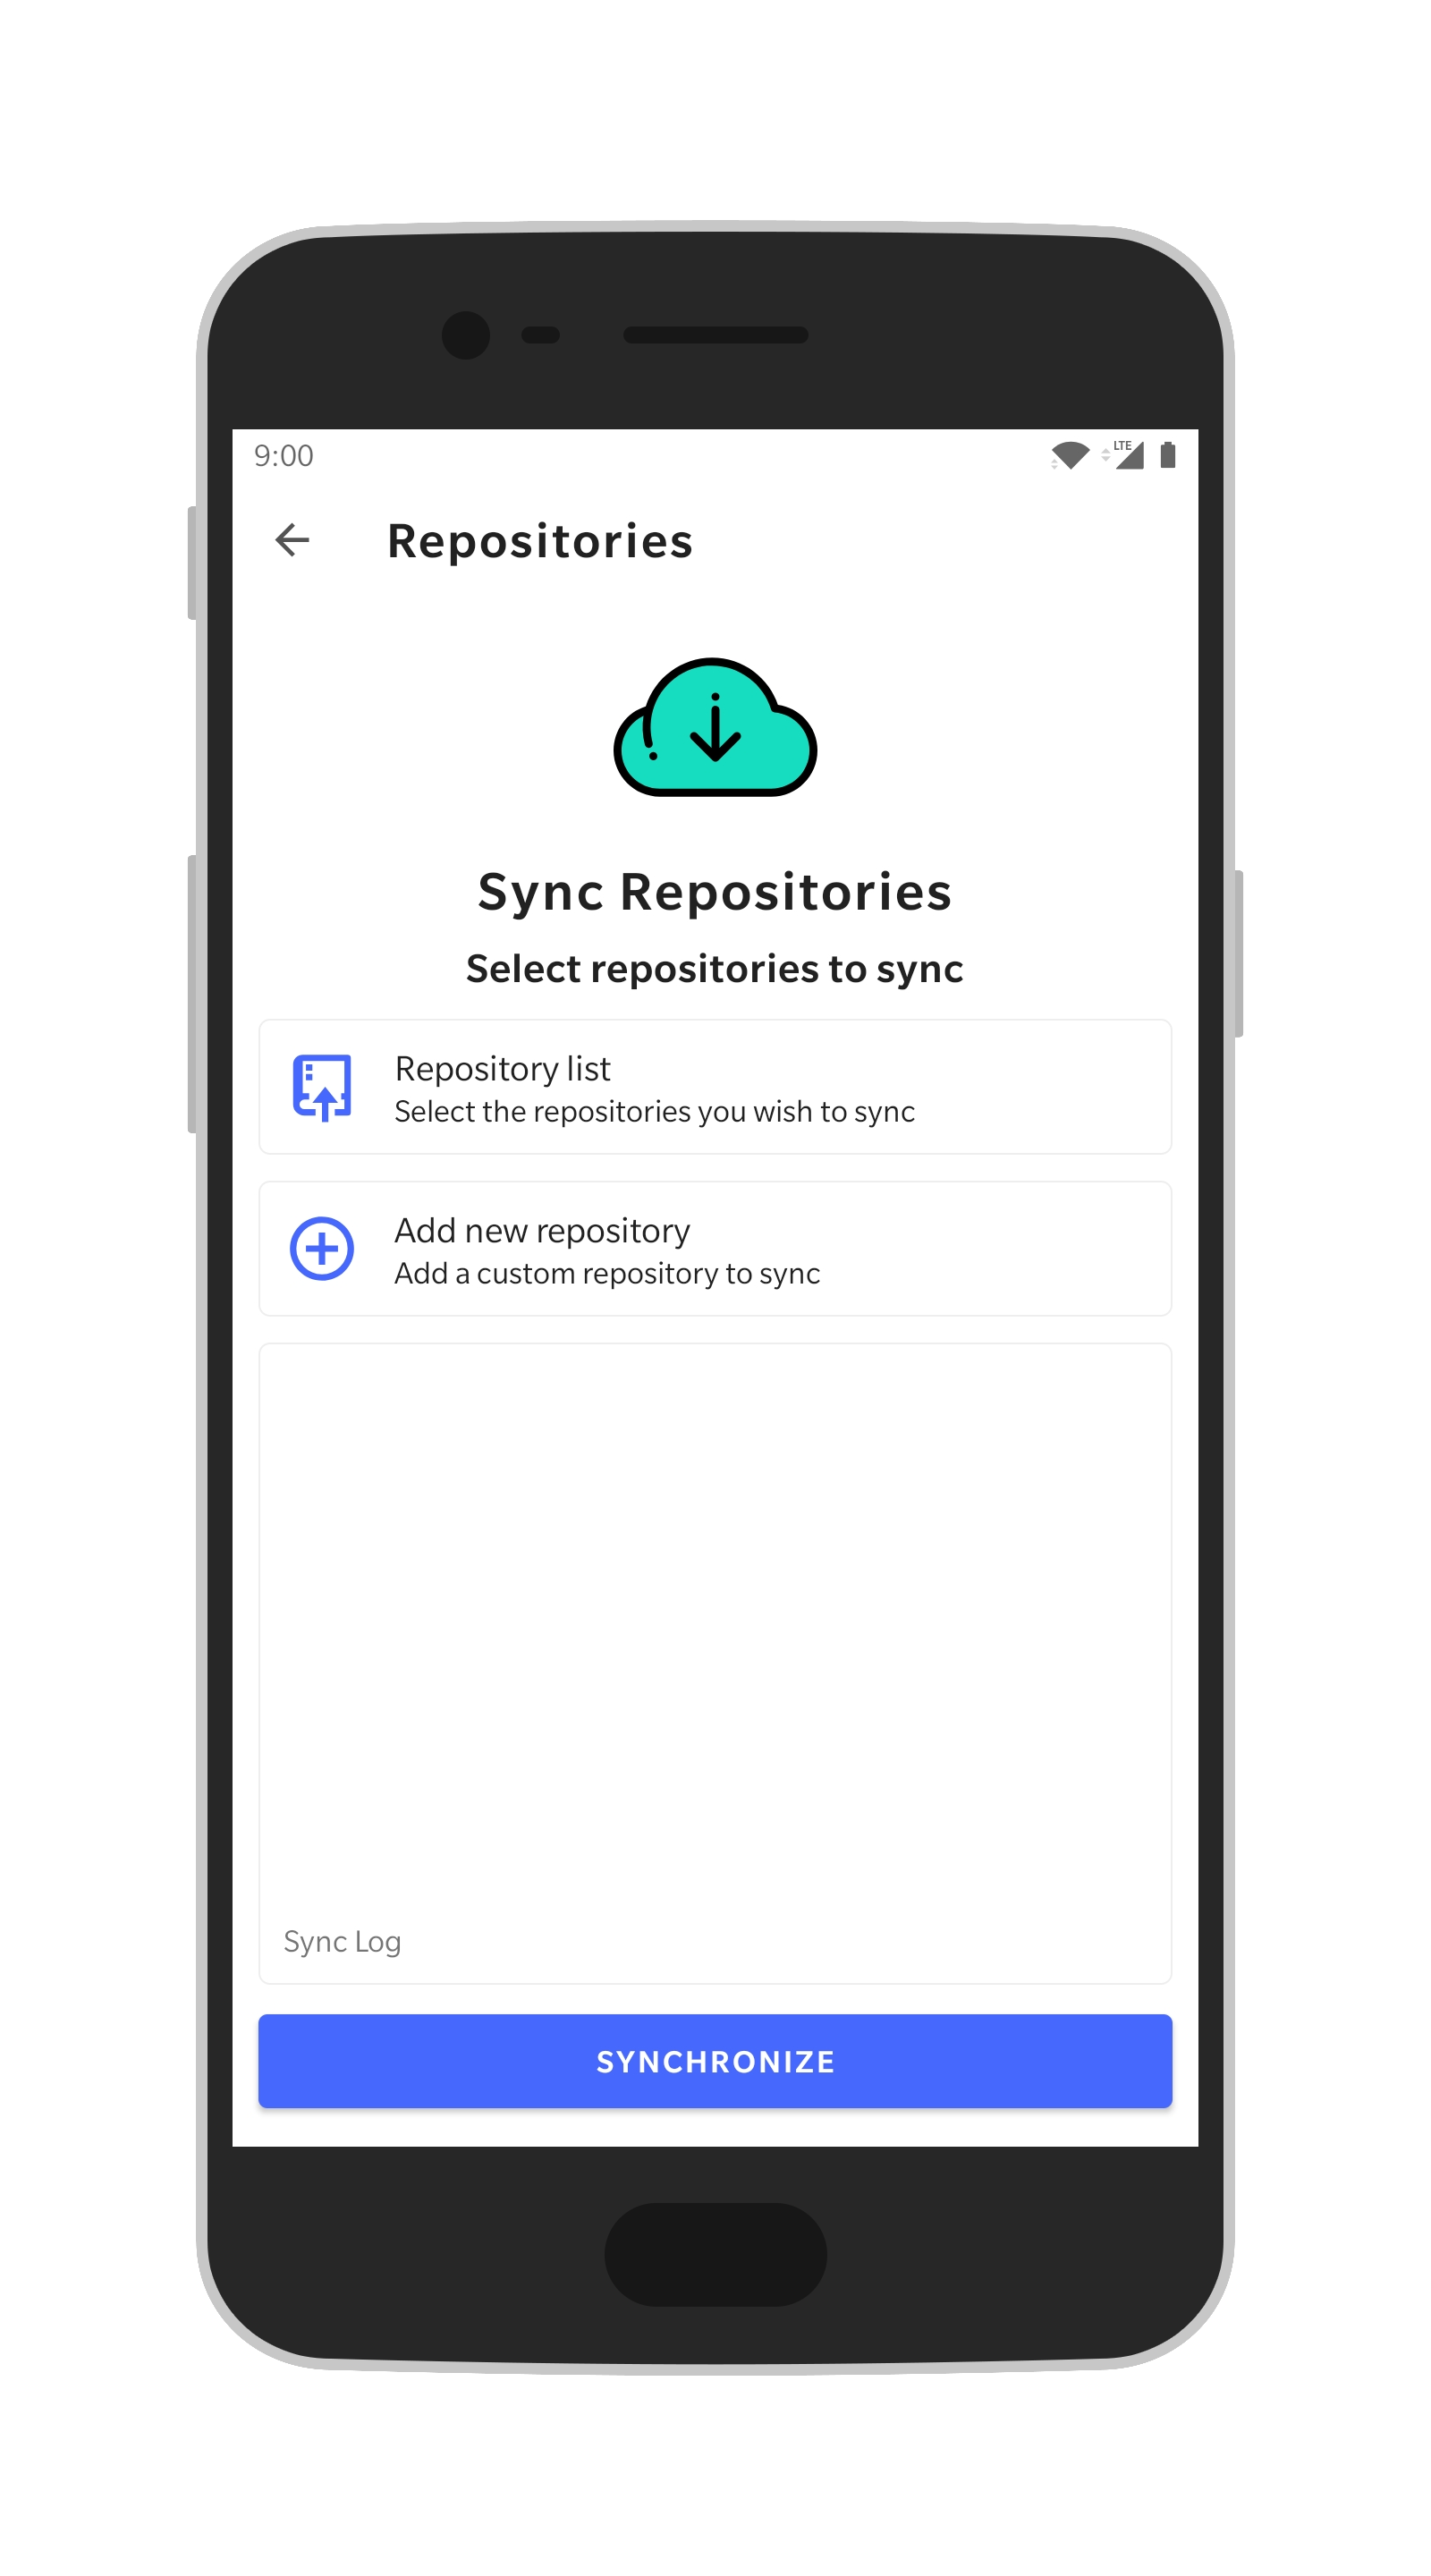 9:00
LTE
Repositories
Sync Repositories
Select repositories to sync
Repository list
Select the repositories you wish to sync
Add new repository
Add a custom repository to sync
Sync Log
SYNCHRONIZE